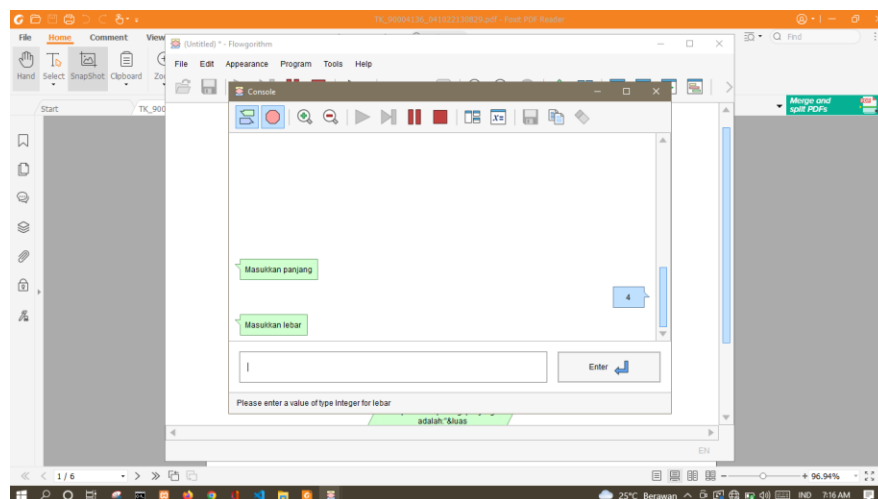 TK_90004136_041022130826.pdf - Foxit PDF Reader
File Home Comment View
Find
Hand Select SnapShot Clipboard
Start
Merge and
split PDFs
(Untitled) * - Flowgorithm
File Edit Appearance Program Tools Help
Console
Masukkan panjang
4
Masukkan lebar
Enter
Please enter a value of type Integer for lebar
adalah:"&luas
EN
1 / 6
+ 96.94%
25°C Berawan
IND 7:16 AM